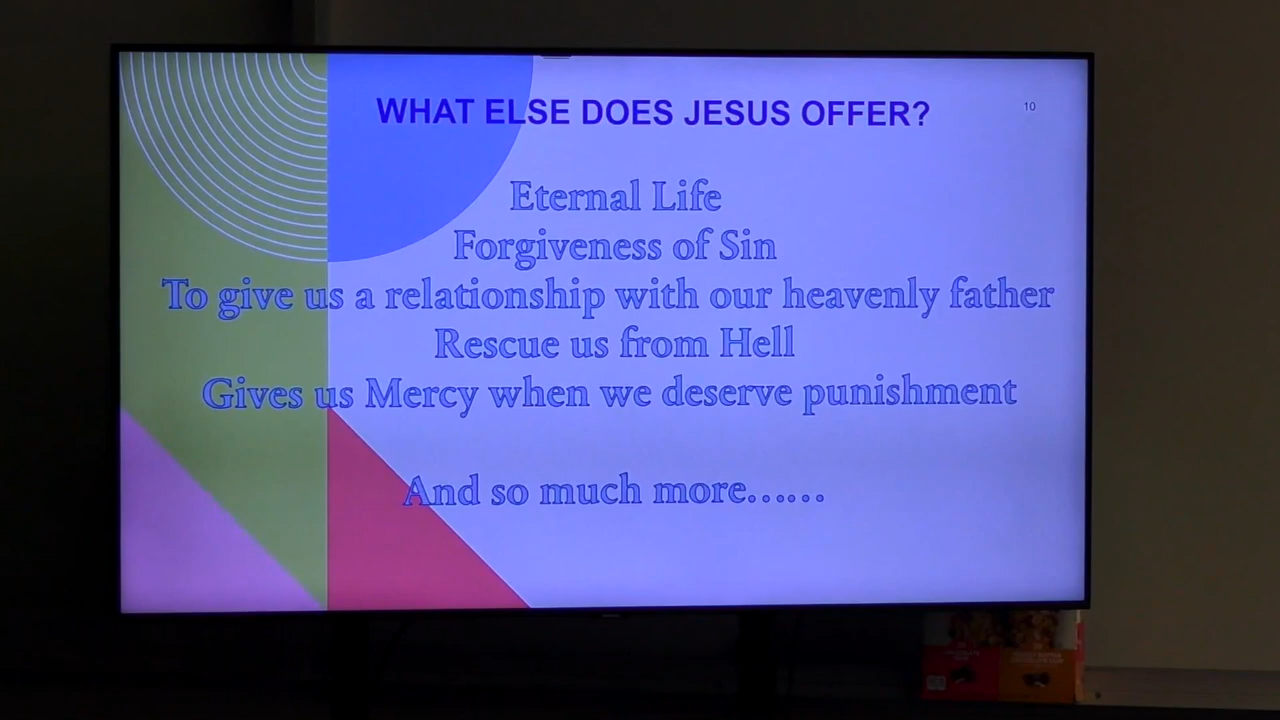 WHAT ELSE DOES JESUS OFFER?
10
Eternal Life
Forgiveness of Sin
To give us a relationship with our heavenly father
Rescue us from Hell
Gives us Mercy when we deserve punishment
And so much more......